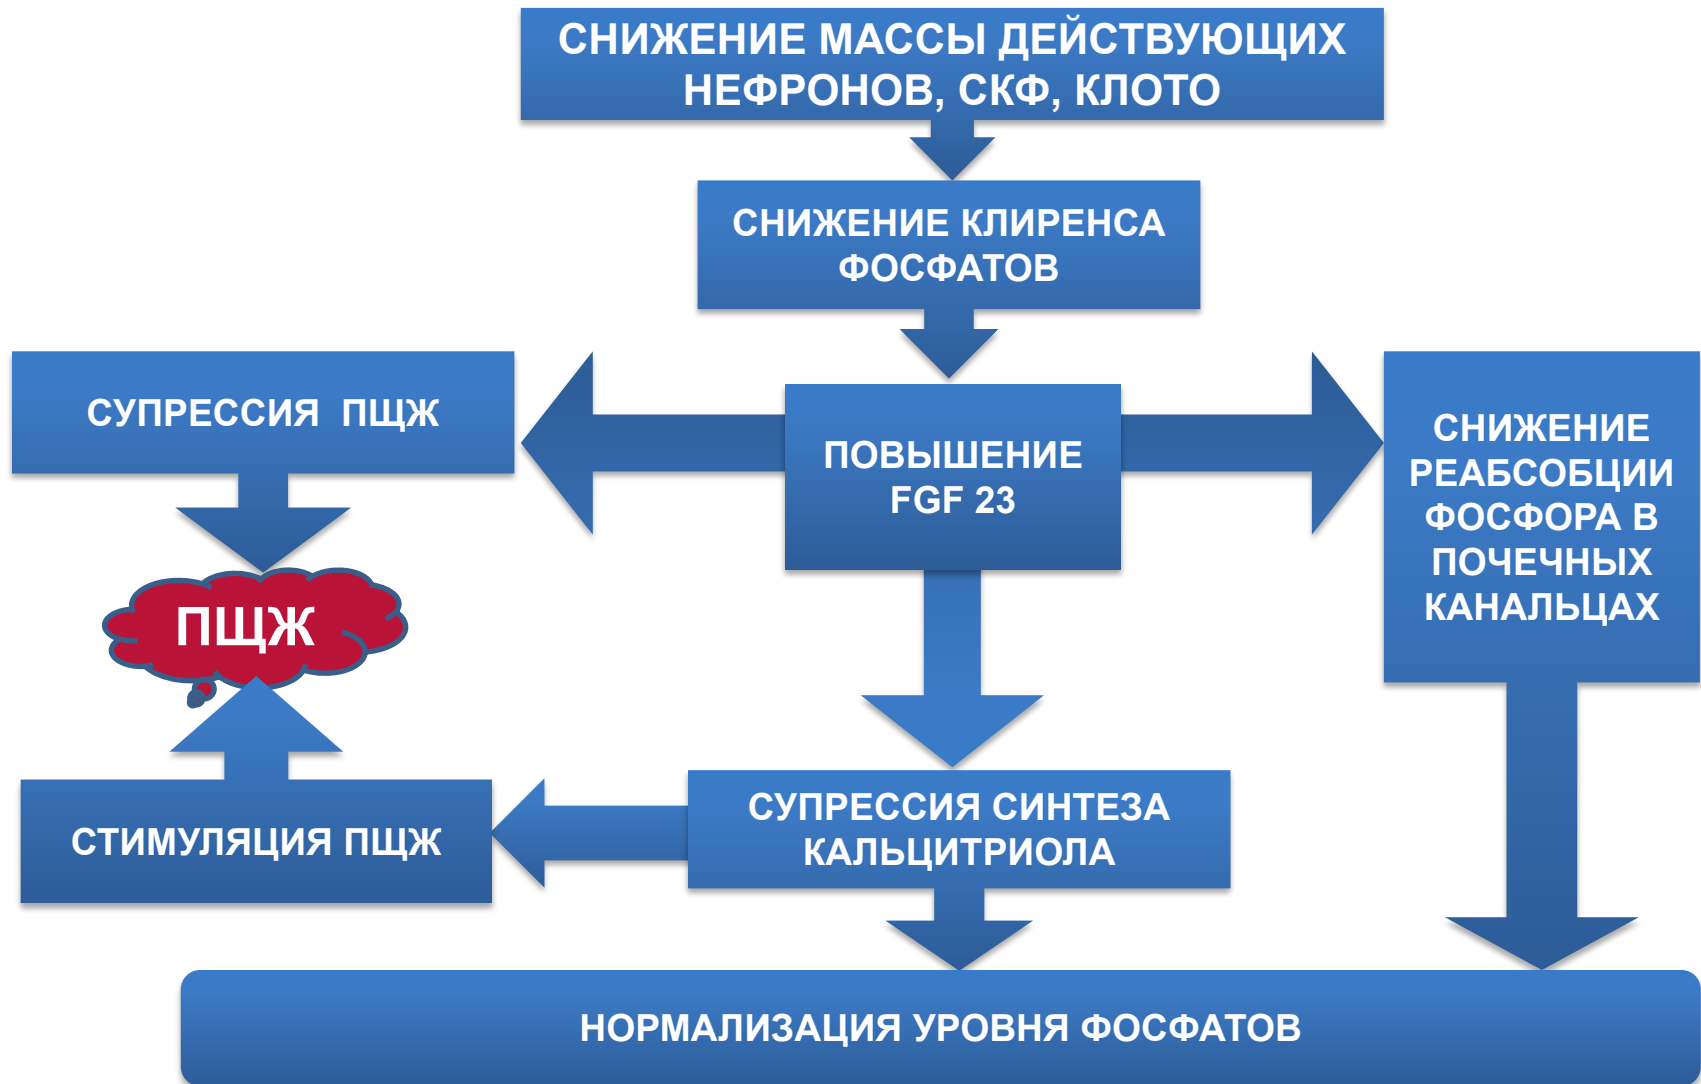 СНИЖЕНИЕ МАССЫ ДЕЙСТВУЮЩИХ
НЕФРОНОВ, СКФ, КЛОТО
СНИЖЕНИЕ КЛИРЕНСА
ФОСФАТОВ
СУПРЕССИЯ ПЩЖ
ПОВЫШЕНИЕ
FGF 23
СНИЖЕНИЕ
РЕАБСОБЦИИ
ФОСФОРА В
ПОЧЕЧНЫХ
КАНАЛЬЦАХ
ПЩЖ
СТИМУЛЯЦИЯ ПЩЖ
СУПРЕССИЯ СИНТЕЗА
КАЛЬЦИТРИОЛА
НОРМАЛИЗАЦИЯ УРОВНЯ ФОСФАТОВ